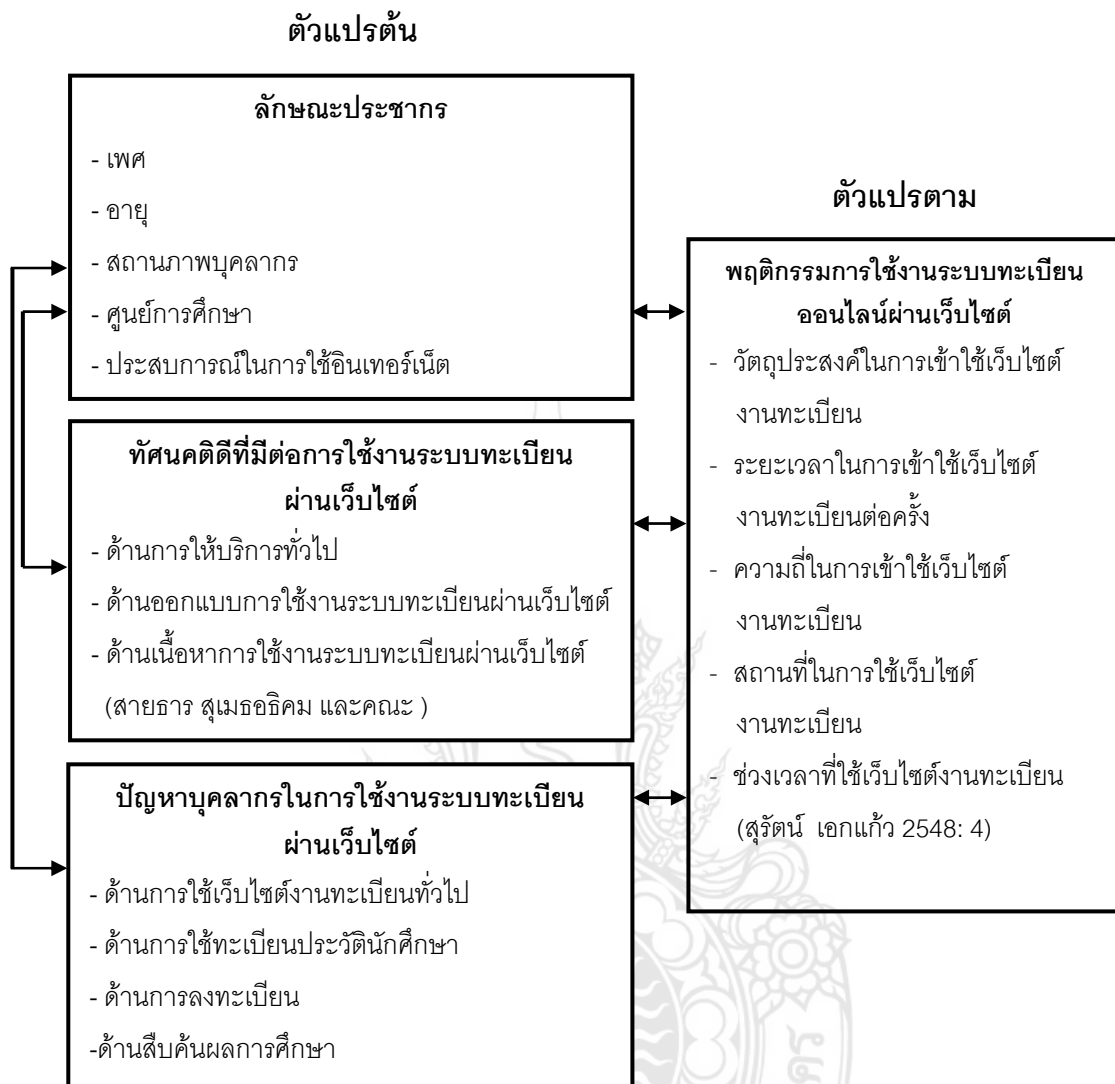 ตัวแปรต้น
ลักษณะประชากร
- เพศ
- อายุ
- สถานภาพบุคลากร
- ศูนย์การศึกษา
- ประสบการณ์ในการใช้อินเทอร์เน็ต
ทัศนคติดีที่มีต่อการใช้งานระบบทะเบียน
ผ่านเว็บไซต์
- ด้านการให้บริการทั่วไป
- ด้านออกแบบการใช้งานระบบทะเบียนผ่านเว็บไซต์
- ด้านเนื้อหาการใช้งานระบบทะเบียนผ่านเว็บไซต์
(สายธาร สุเมธอธิคม และคณะ )
ปัญหาบุคลากรในการใช้งานระบบทะเบียน
ผ่านเว็บไซต์
- ด้านการใช้เว็บไซต์งานทะเบียนทั่วไป
- ด้านการใช้ทะเบียนประวัตินักศึกษา
- ด้านการลงทะเบียน
-ด้านสืบค้นผลการศึกษา
ตัวแปรตาม
พฤติกรรมการใช้งานระบบทะเบียน
ออนไลน์ผ่านเว็บไซต์
- วัตถุประสงค์ในการเข้าใช้เว็บไซต์
งานทะเบียน
- ระยะเวลาในการเข้าใช้เว็บไซต์
งานทะเบียนต่อครั้ง
- ความถี่ในการเข้าใช้เว็บไซต์
งานทะเบียน
- สถานที่ในการใช้เว็บไซต์
งานทะเบียน
- ช่วงเวลาที่ใช้เว็บไซต์งานทะเบียน
(สุรัตน์ เอกแก้ว 2548: 4)